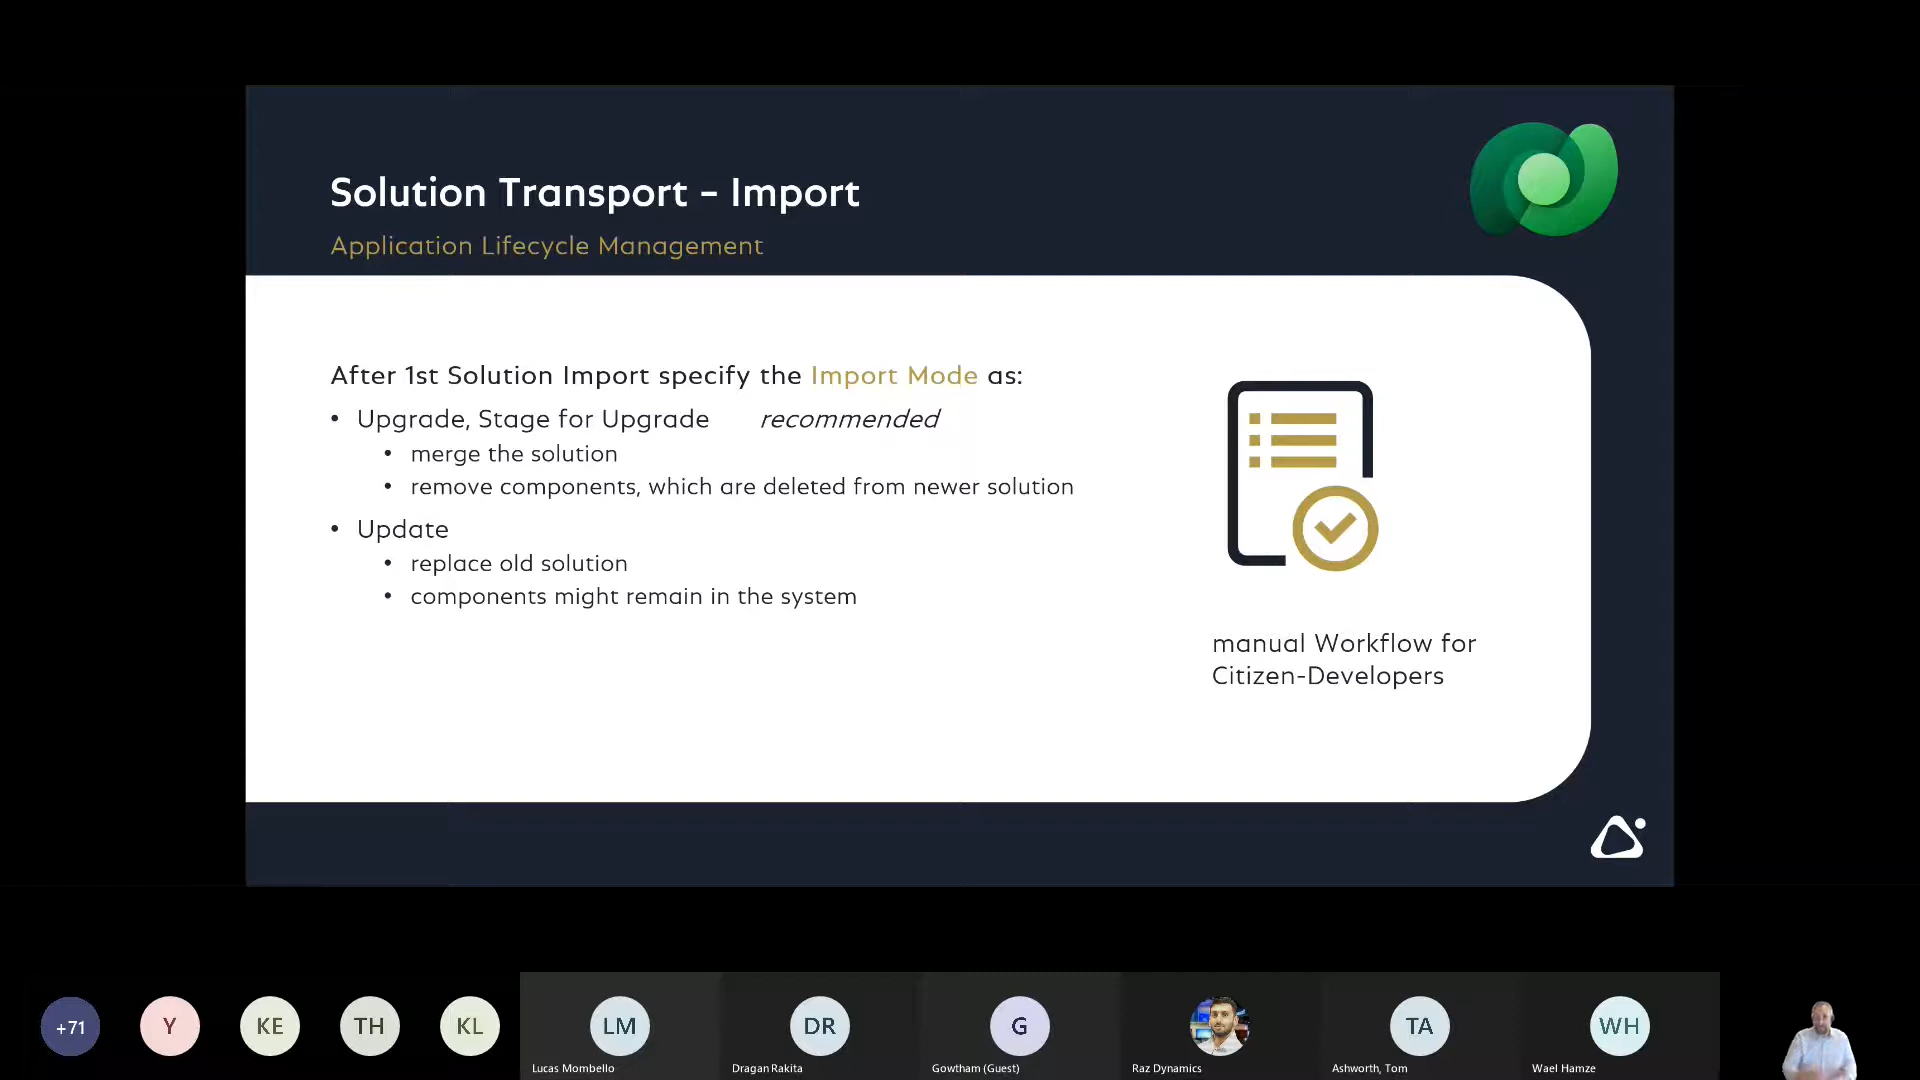 Solution Transport – Import
Application Lifecycle Management
After 1st Solution Import specify the Import Mode as:
• Upgrade, Stage for Upgrade recommended
• merge the solution
• remove components, which are deleted from newer solution
• Update
• replace old solution
• components might remain in the system
manual Workflow for
Citizen-Developers
+71
Y
KE
TH
KL
LM
DR
G
TA
WH
Lucas Mombello
Dragan Rakita
Gowtham (Guest)
Raz Dynamics
Ashworth, Tom
Wael Hamze